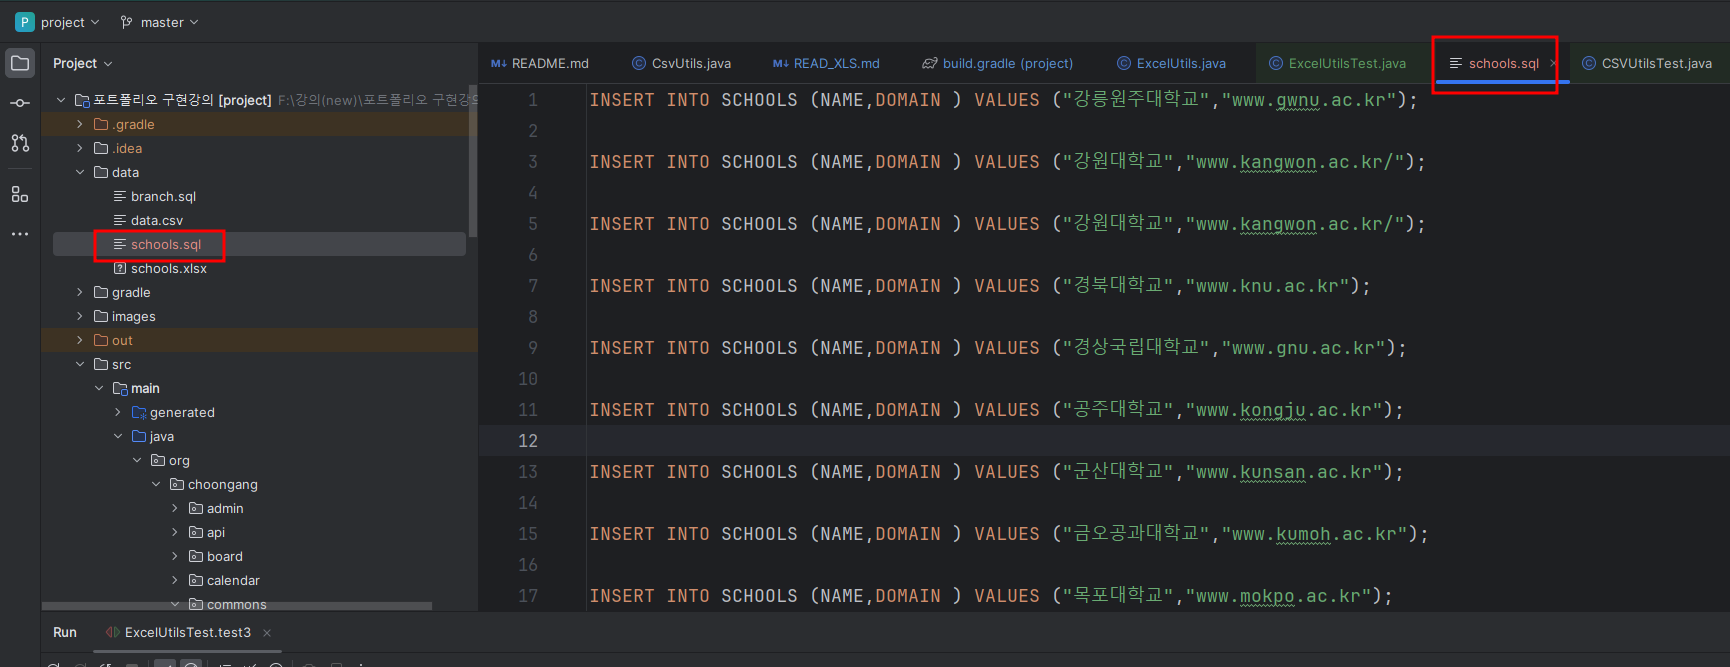 P project master
Project
README.md CsvUtils.java READ_XLS.md build.gradle (project) ExcelUtils.java ExcelUtilsTest.java schools.sql CSVUtilsTest.java
포트폴리오 구현강의 [project] F:\강의(new)\포트폴리오 구현강의
.gradle
.idea
data
branch.sql
data.csv
schools.sql
schools.xlsx
gradle
images
out
src
main
generated
java
org
choongang
admin
api
board
calendar
commons
1 INSERT INTO SCHOOLS (NAME,DOMAIN ) VALUES ("강릉원주대학교","www.gwnu.ac.kr");
2
3 INSERT INTO SCHOOLS (NAME,DOMAIN ) VALUES ("강원대학교","www.kangwon.ac.kr/");
4
5 INSERT INTO SCHOOLS (NAME,DOMAIN ) VALUES ("강원대학교","www.kangwon.ac.kr/");
6
7 INSERT INTO SCHOOLS (NAME,DOMAIN ) VALUES ("경북대학교","www.knu.ac.kr");
8
9 INSERT INTO SCHOOLS (NAME,DOMAIN ) VALUES ("경상국립대학교","www.gnu.ac.kr");
10
11 INSERT INTO SCHOOLS (NAME,DOMAIN ) VALUES ("공주대학교","www.kongju.ac.kr");
12
13 INSERT INTO SCHOOLS (NAME,DOMAIN ) VALUES ("군산대학교","www.kunsan.ac.kr");
14
15 INSERT INTO SCHOOLS (NAME,DOMAIN ) VALUES ("금오공과대학교","www.kumoh.ac.kr");
16
17 INSERT INTO SCHOOLS (NAME,DOMAIN ) VALUES ("목포대학교","www.mokpo.ac.kr");
Run ExcelUtilsTest.test3